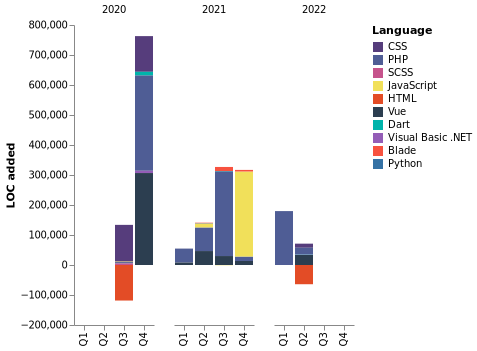 2020 2021 2022
LOC added
800,000
700,000
600,000
500,000
400,000
300,000
200,000
100,000
0
−100,000
−200,000
Q1 Q2 Q3 Q4 Q1 Q2 Q3 Q4 Q1 Q2 Q3 Q4
Language
CSS
PHP
SCSS
JavaScript
HTML
Vue
Dart
Visual Basic .NET
Blade
Python